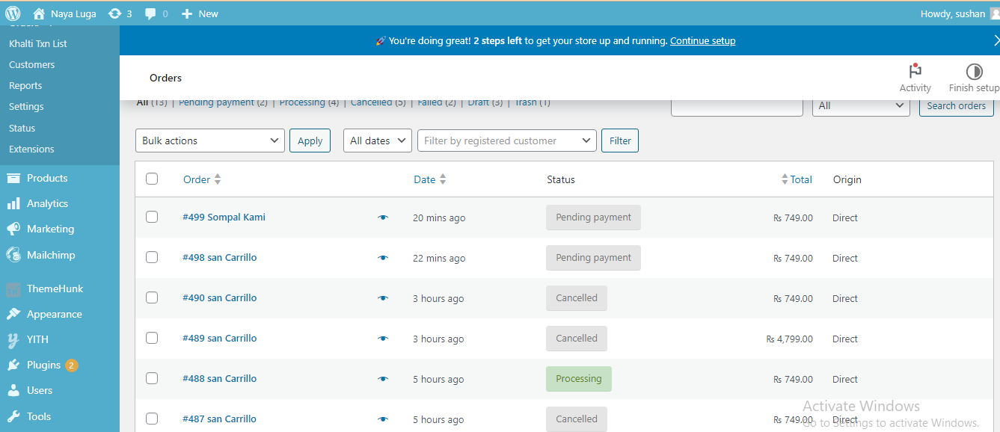 Naya Luga 3 0 New Howdy, sushan
🚀 You're doing great! 2 steps left to get your store up and running. Continue setup
Khalti Txn List
Customers
Reports
Settings
Status
Extensions
Products
Analytics
Marketing
Mailchimp
ThemeHunk
Appearance
YITH
Plugins 2
Users
Tools
Orders
Activity Finish setup
All (13) | Pending payment (2) | Processing (4) | Cancelled (5) | Failed (2) | Draft (3) | Trash (1)
All Search orders
Bulk actions Apply All dates Filter by registered customer Filter
Order Date Status Total Origin
#499 Sompal Kami 20 mins ago Pending payment Rs 749.00 Direct
#498 san Carrillo 22 mins ago Pending payment Rs 749.00 Direct
#490 san Carrillo 3 hours ago Cancelled Rs 749.00 Direct
#489 san Carrillo 3 hours ago Cancelled Rs 4,799.00 Direct
#488 san Carrillo 5 hours ago Processing Rs 749.00 Direct
#487 san Carrillo 5 hours ago Cancelled Rs 749.00 Direct
Activate Windows
Go to Settings to activate Windows.